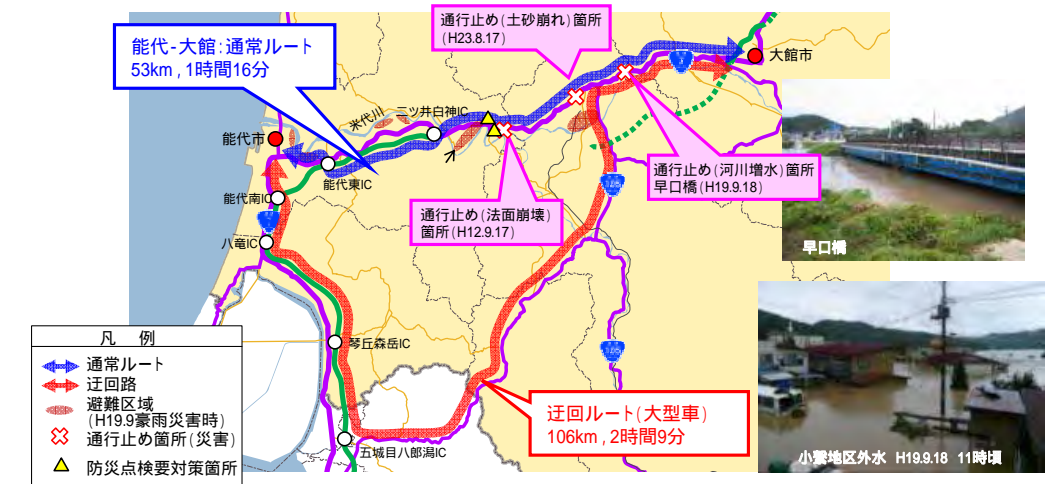 能代-大館:通常ルート
53km , 1時間16分
通行止め(土砂崩れ)箇所
(H23.8.17)
大館市
米代川
二ツ井白神IC
能代市
能代東IC
能代南IC
八竜IC
通行止め(法面崩壊)
箇所(H12.9.17)
通行止め(河川増水)箇所
早口橋(H19.9.18)
早口橋
7
7
105
105
琴丘森岳IC
五城目八郎潟IC
凡 例
通常ルート
迂回路
避難区域
(H19.9豪雨災害時)
通行止め箇所(災害)
防災点検要対策箇所
迂回ルート(大型車)
106km , 2時間9分
小繋地区外水 H19.9.18 11時頃